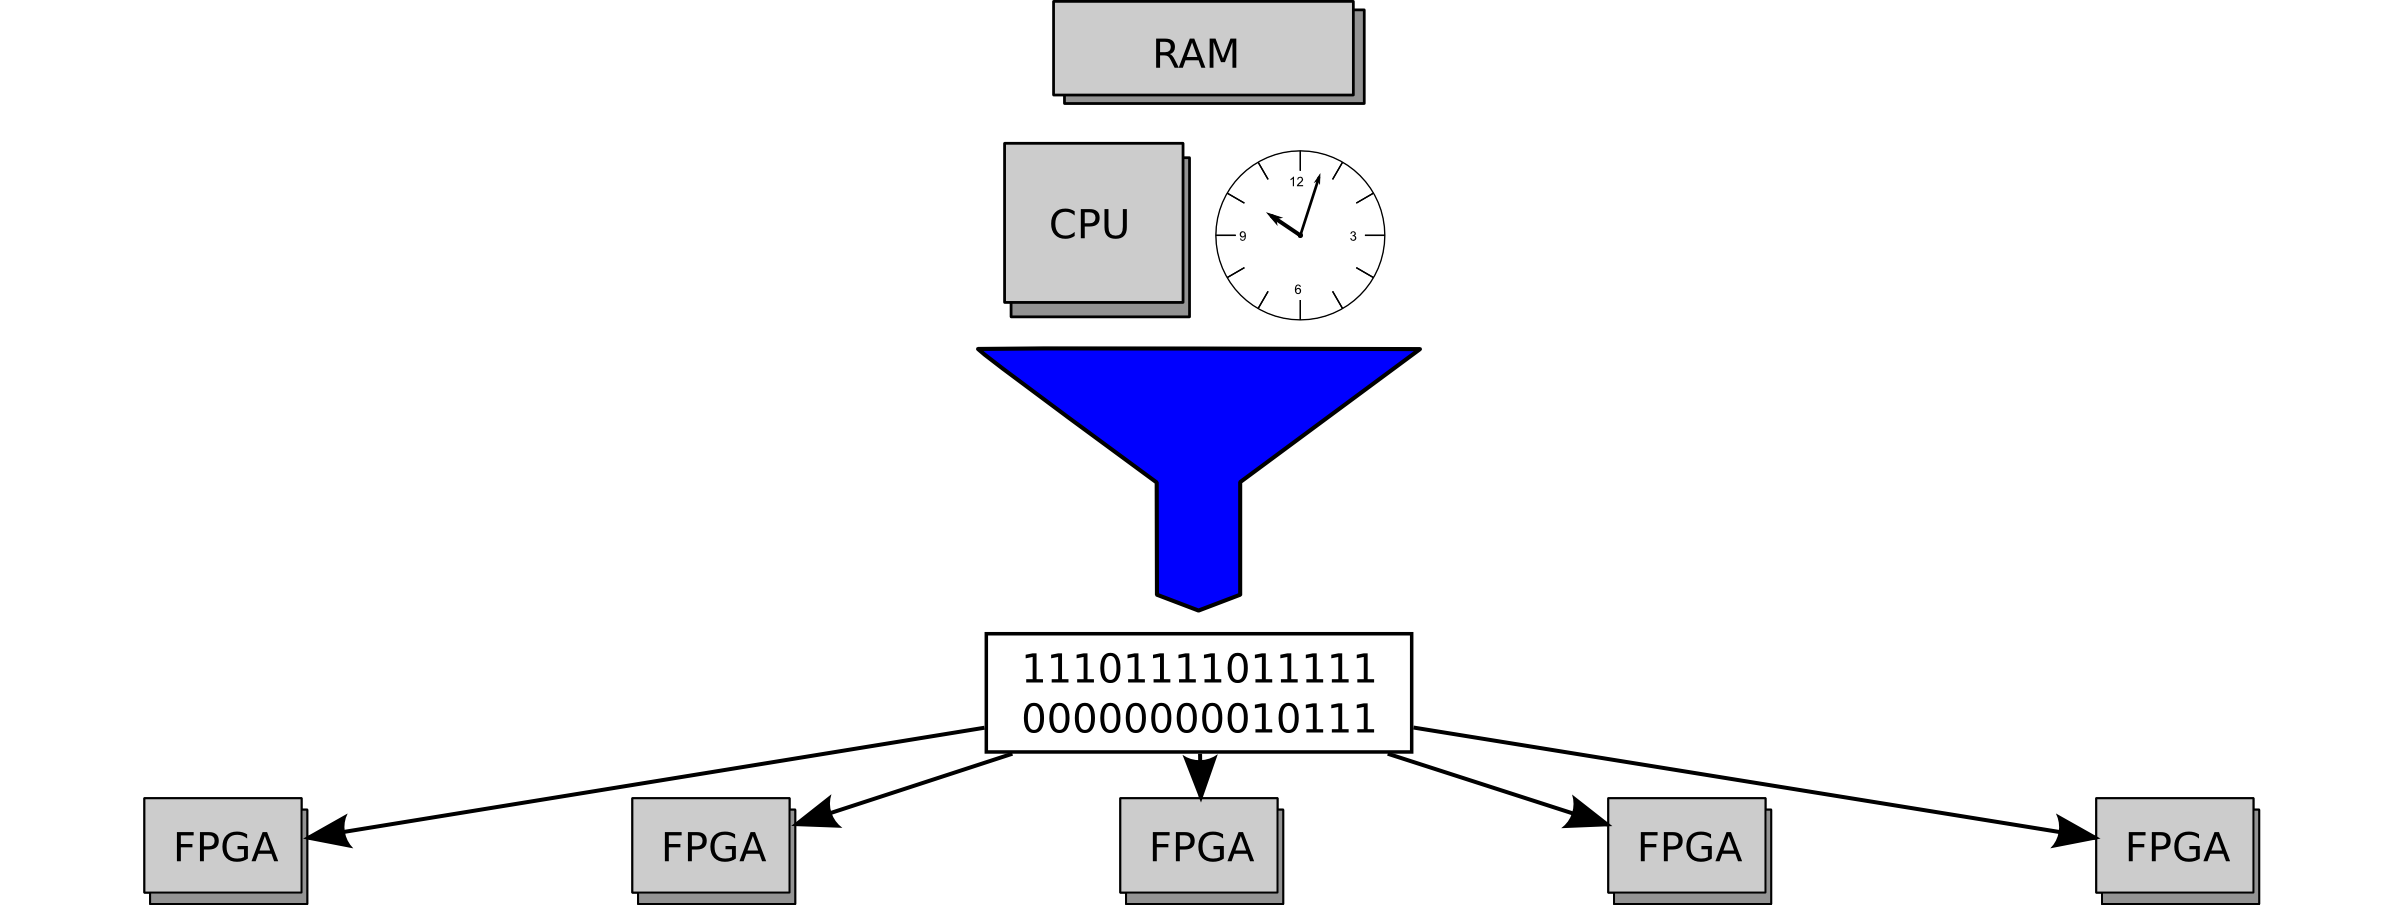 RAM
CPU
12
9
3
6
11101111011111
00000000010111
FPGA
FPGA
FPGA
FPGA
FPGA